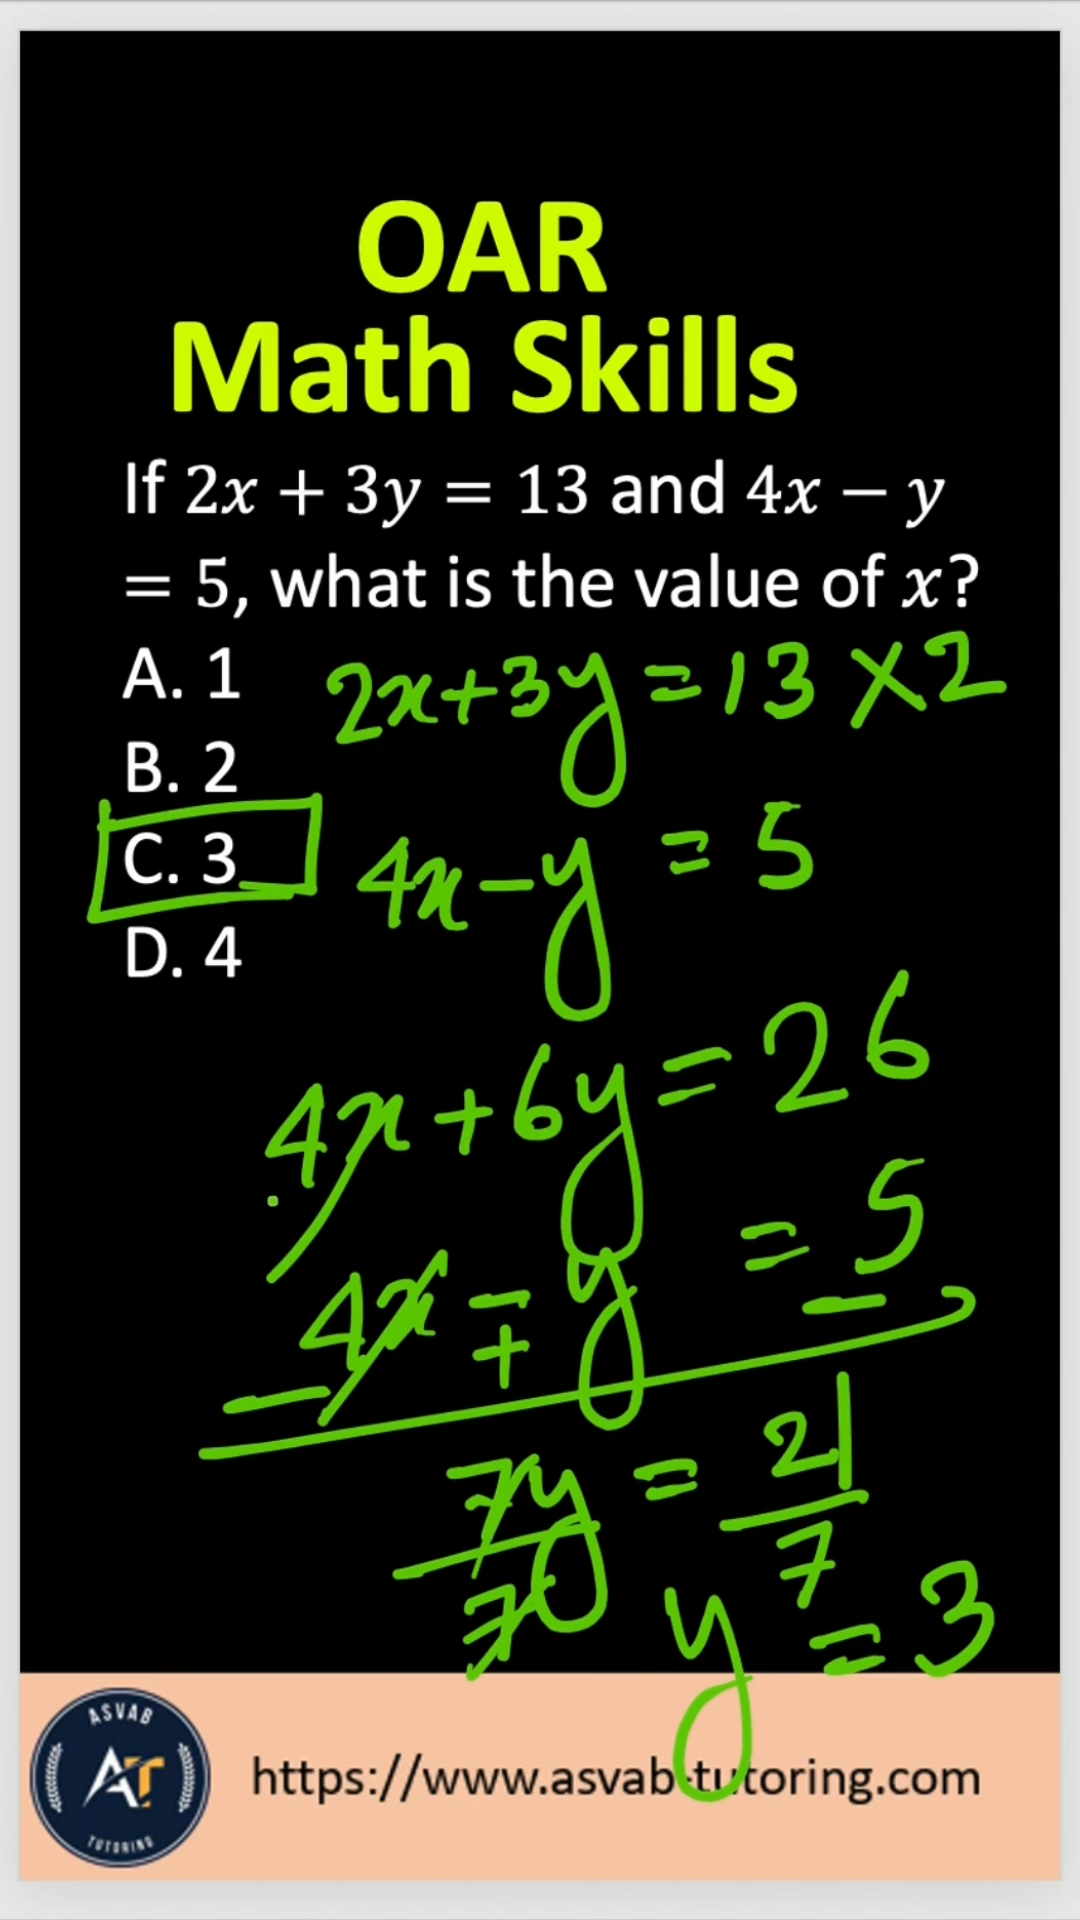 OAR
Math Skills
If 2x + 3y = 13 and 4x − y
= 5, what is the value of x?
A. 1
2x+3y=13 ×2
B. 2
C. 3
4x−y = 5
D. 4
4x+6y=26
4x − y = 5
− + −
7y = 21
7 7
y = 3
ASVAB
AT
TUTORING
https://www.asvab-tutoring.com